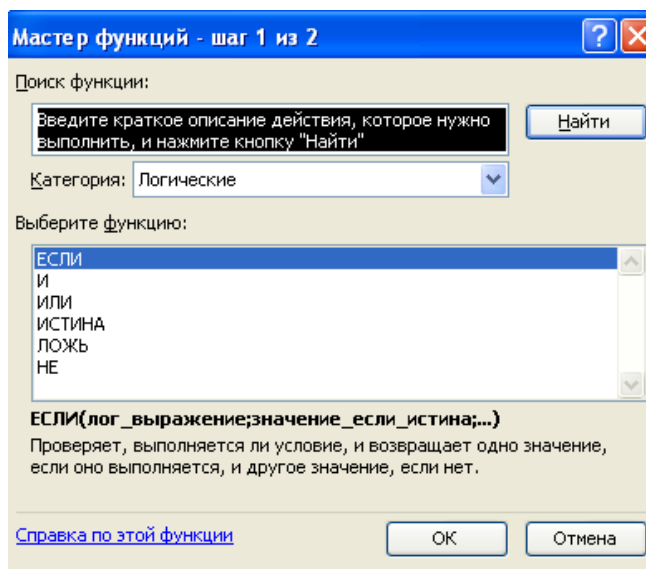 Мастер функций - шаг 1 из 2
Поиск функции:
Введите краткое описание действия, которое нужно
выполнить, и нажмите кнопку "Найти"
Найти
Категория: Логические
Выберите функцию:
ЕСЛИ
И
ИЛИ
ИСТИНА
ЛОЖЬ
НЕ
ЕСЛИ(лог_выражение;значение_если_истина;...)
Проверяет, выполняется ли условие, и возвращает одно значение,
если оно выполняется, и другое значение, если нет.
Справка по этой функции
ОК
Отмена